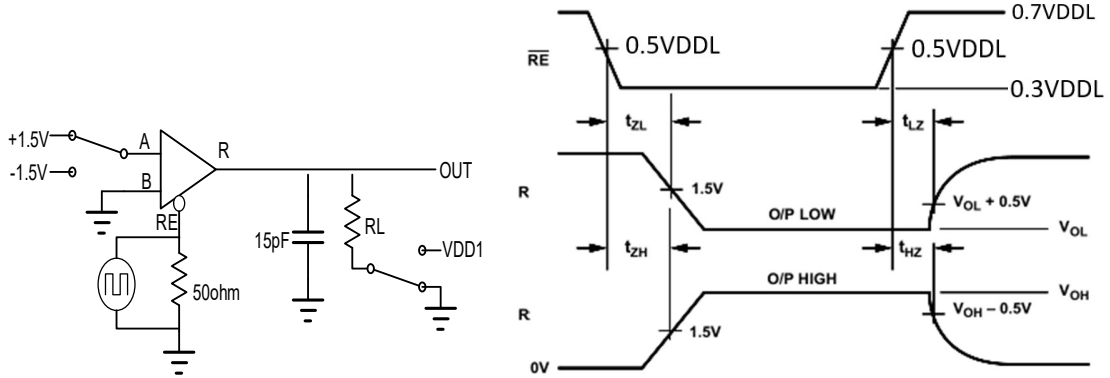 +1.5V
-1.5V
A
B
R
OUT
RE
15pF
RL
VDD1
50ohm
RE
0.5VDDL
0.5VDDL
0.7VDDL
0.3VDDL
tZL
tLZ
R
1.5V
O/P LOW
VOL + 0.5V
VOL
tZH
tHZ
O/P HIGH
VOH
R
1.5V
VOH – 0.5V
0V